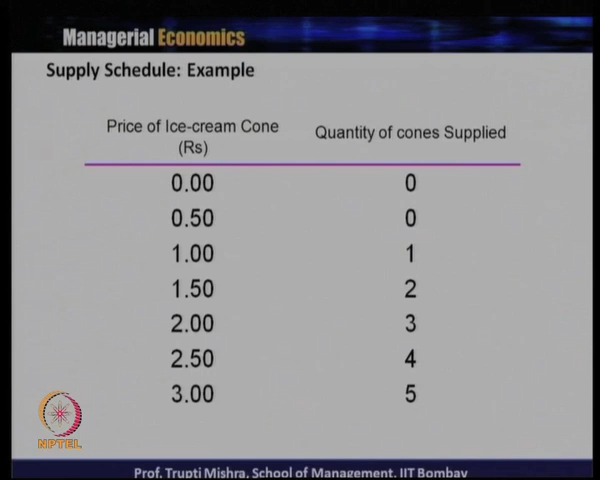 Managerial Economics
Supply Schedule: Example
Price of Ice-cream Cone
(Rs)
Quantity of cones Supplied
0.00 0
0.50 0
1.00 1
1.50 2
2.00 3
2.50 4
3.00 5
NPTEL
Prof. Trupti Mishra, School of Management, IIT Bombay